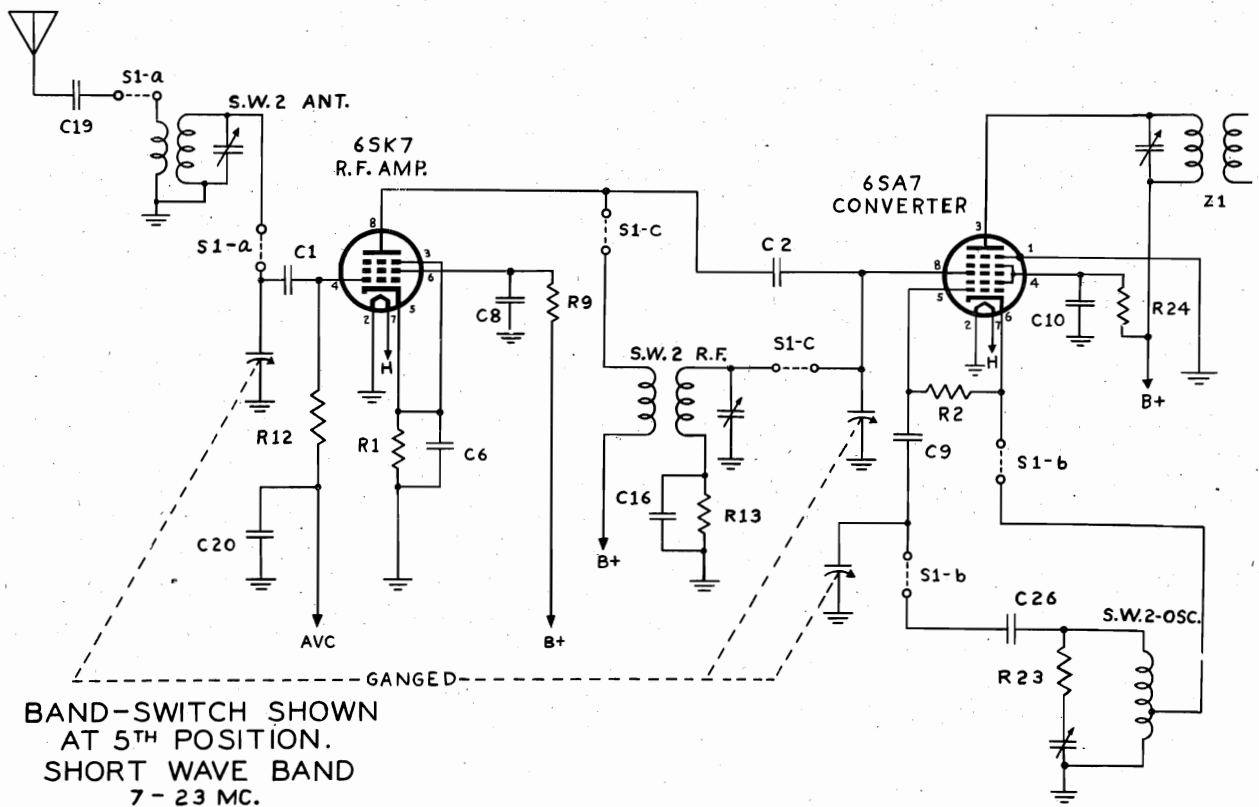 S1-a
C19
S.W.2 ANT.
6SK7
R.F. AMP.
6SA7
CONVERTER
Z1
S1-a
C1
8
3
6
4
5
2
7
H
C8
R9
S1-C
C2
3
1
8
4
5
6
2
7
H
C10
R24
B+
S.W.2 R.F.
S1-C
R2
C9
S1-b
R12
R1
C6
C16
R13
C20
B+
S1-b
C26
S.W.2-OSC.
R23
AVC
B+
GANGED
BAND-SWITCH SHOWN
AT 5TH POSITION.
SHORT WAVE BAND
7-23 MC.